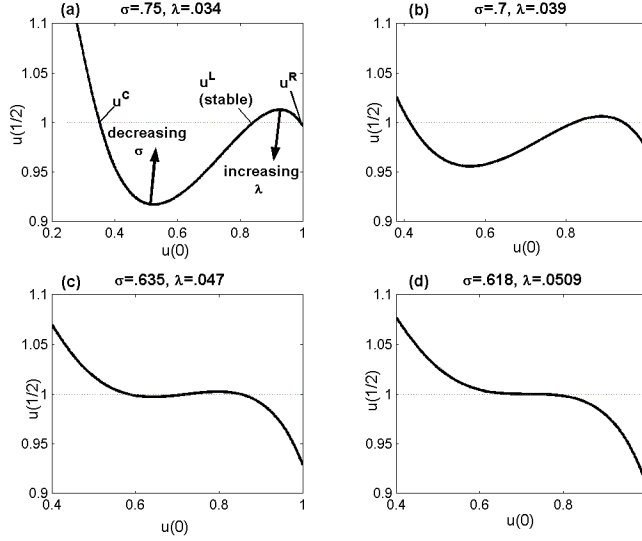 (a) σ=.75, λ=.034
1.1
1.05
1
0.95
0.9
u(1/2)
u^C
u^L
(stable)
u^R
decreasing
σ
increasing
λ
0.2 0.4 0.6 0.8 1
u(0)
(b) σ=.7, λ=.039
1.1
1.05
1
0.95
0.9
u(1/2)
0.4 0.6 0.8
u(0)
(c) σ=.635, λ=.047
1.1
1.05
1
0.95
0.9
u(1/2)
0.4 0.6 0.8 1
u(0)
(d) σ=.618, λ=.0509
1.1
1.05
1
0.95
0.9
u(1/2)
0.4 0.6 0.8
u(0)